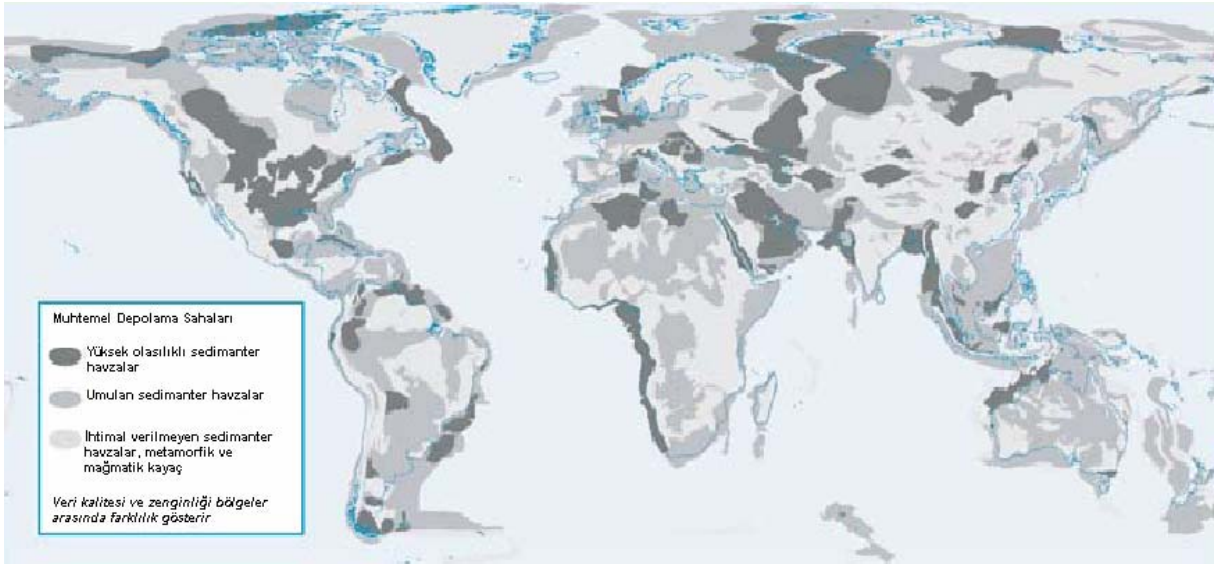 Muhtemel Depolama Sahaları
Yüksek olasılıklı sedimanter
havzalar
Umulan sedimanter havzalar
İhtimal verilmeyen sedimanter
havzalar, metamorfik ve
mağmatik kayaç
Veri kalitesi ve zenginliği bölgeler
arasında farklılık gösterir